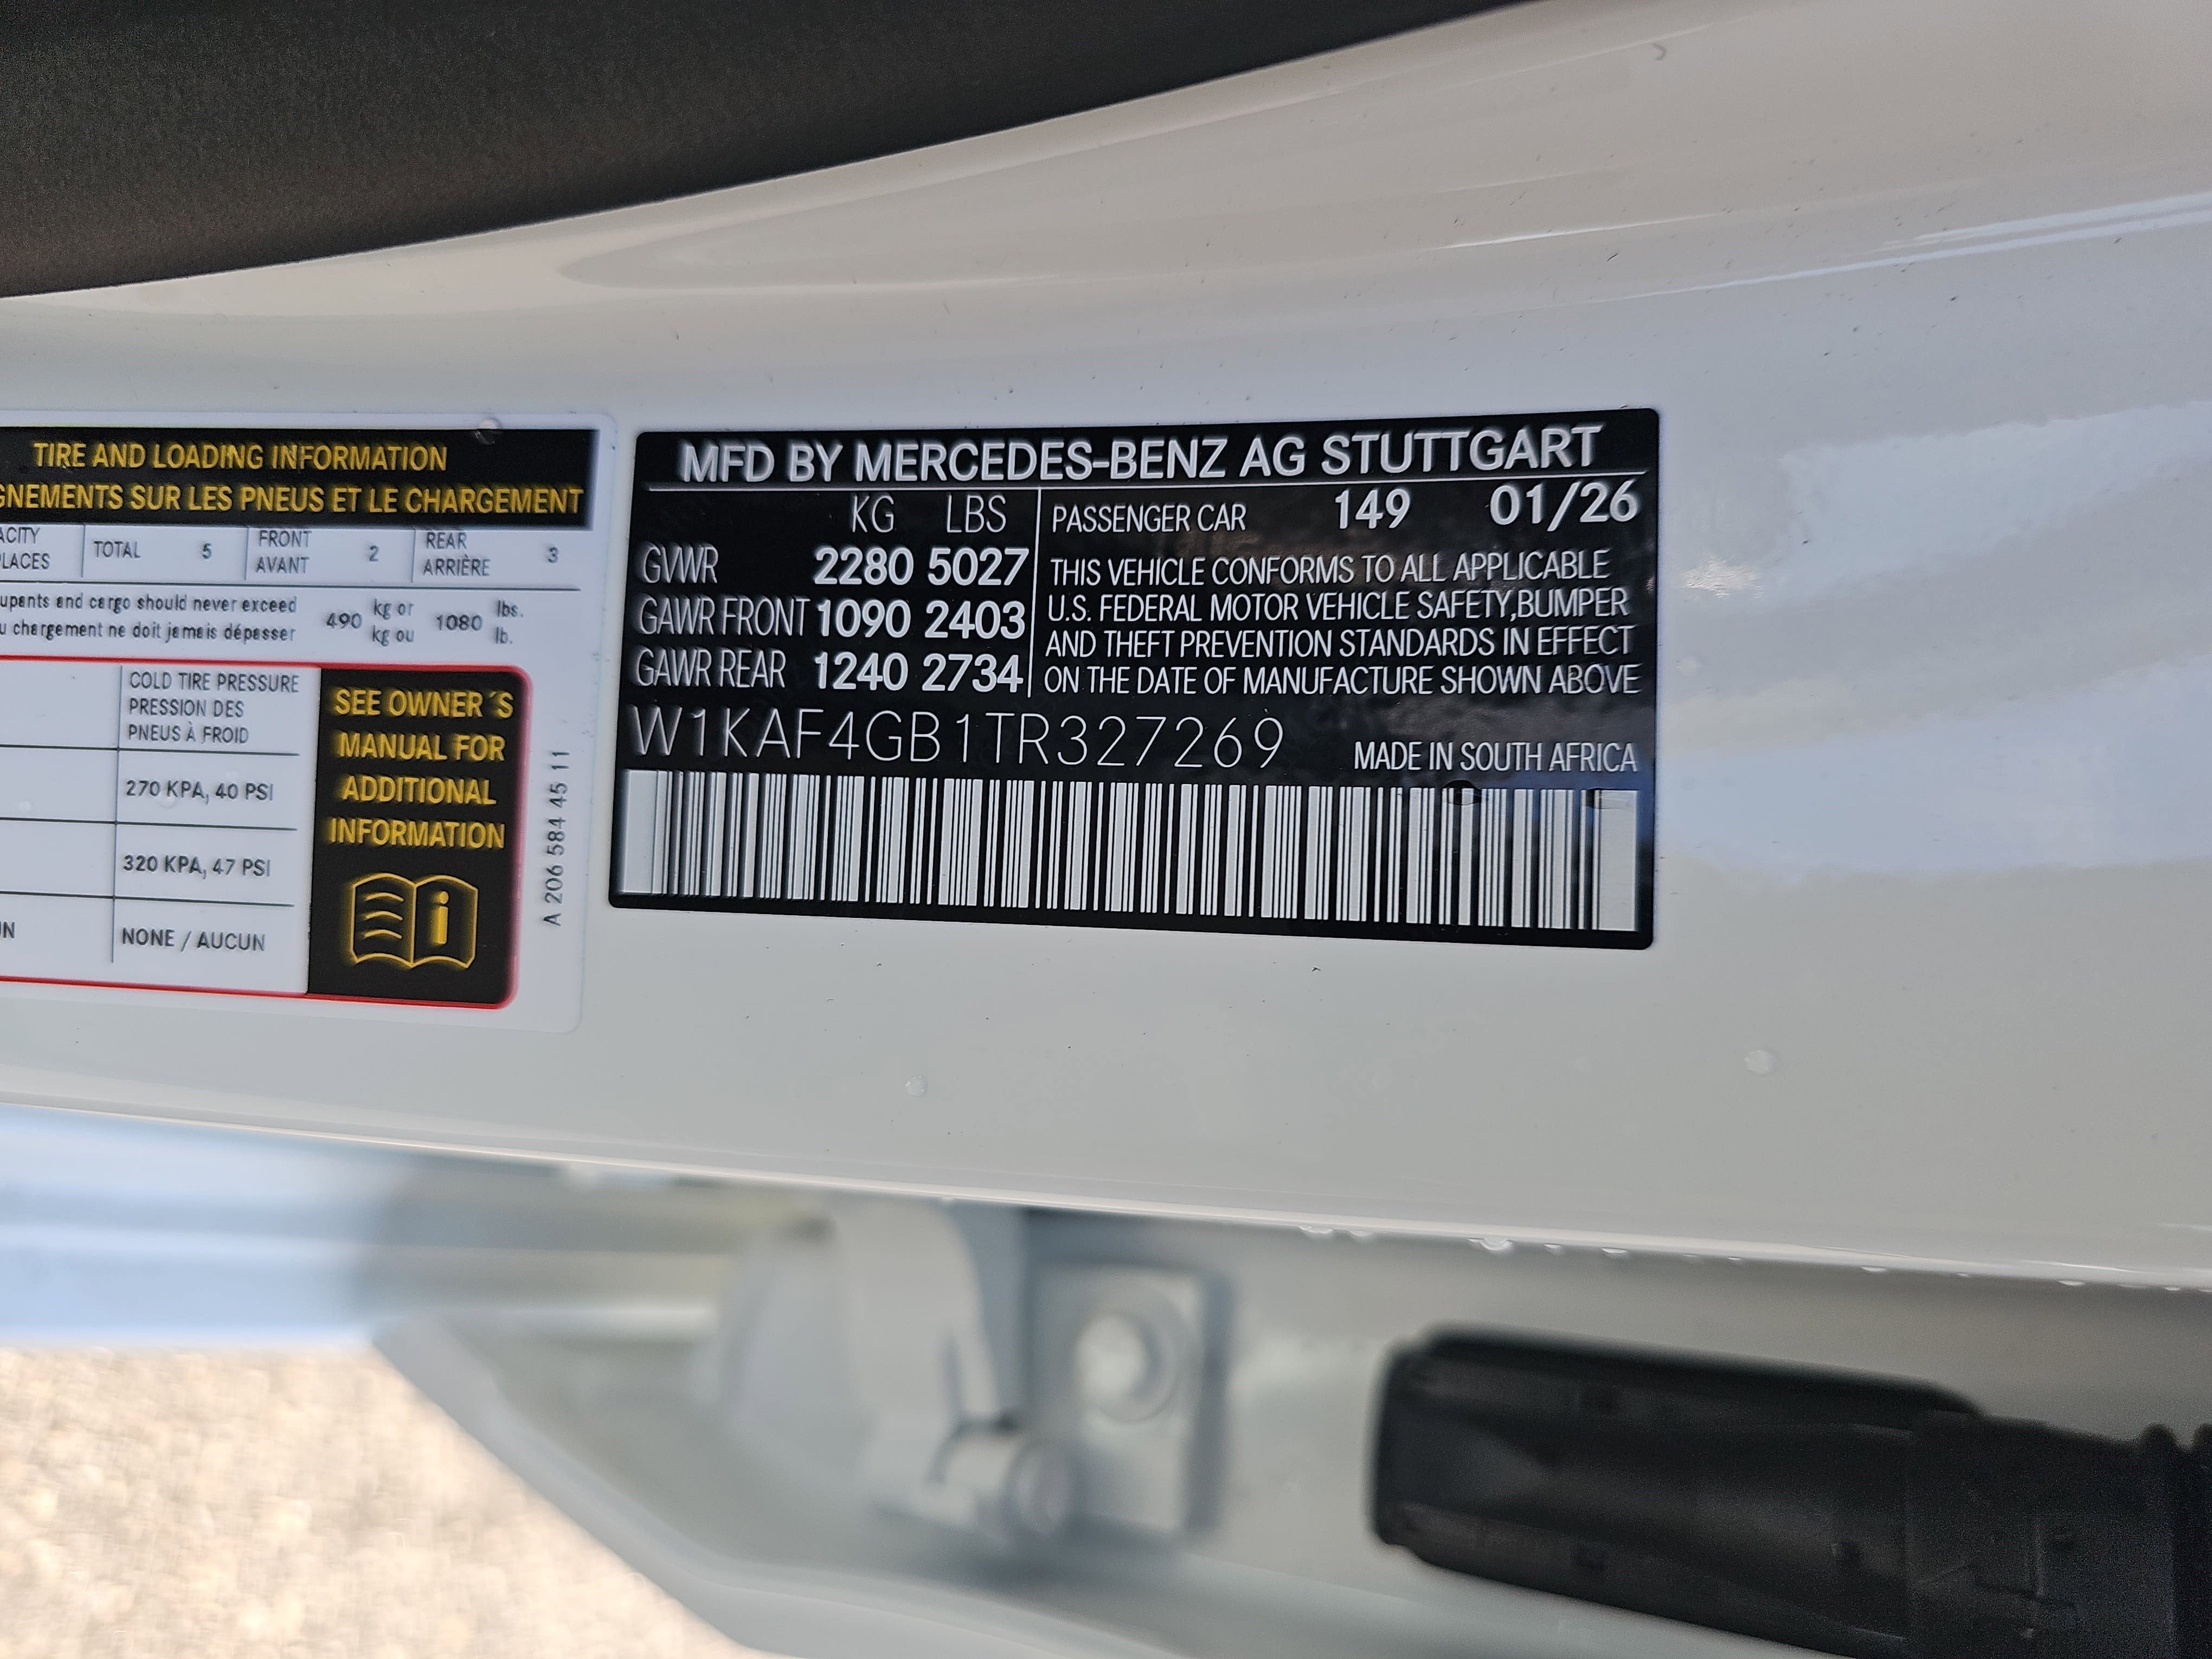 TIRE AND LOADING INFORMATION
GNEMENTS SUR LES PNEUS ET LE CHARGEMENT
ACITY
LACES
TOTAL 5
FRONT
AVANT
2
REAR
ARRIÈRE
3
upants and cargo should never exceed
u chargement ne doit jamais dépasser
490
kg or
kg ou
1080
lbs.
lb.
COLD TIRE PRESSURE
PRESSION DES
PNEUS À FROID
270 KPA, 40 PSI
320 KPA, 47 PSI
UN
NONE / AUCUN
SEE OWNER´S
MANUAL FOR
ADDITIONAL
INFORMATION
A 206 584 45 11
MFD BY MERCEDES-BENZ AG STUTTGART
KG LBS
GVWR 2280 5027
GAWR FRONT 1090 2403
GAWR REAR 1240 2734
PASSENGER CAR 149 01/26
THIS VEHICLE CONFORMS TO ALL APPLICABLE
U.S. FEDERAL MOTOR VEHICLE SAFETY,BUMPER
AND THEFT PREVENTION STANDARDS IN EFFECT
ON THE DATE OF MANUFACTURE SHOWN ABOVE
W1KAF4GB1TR327269
MADE IN SOUTH AFRICA